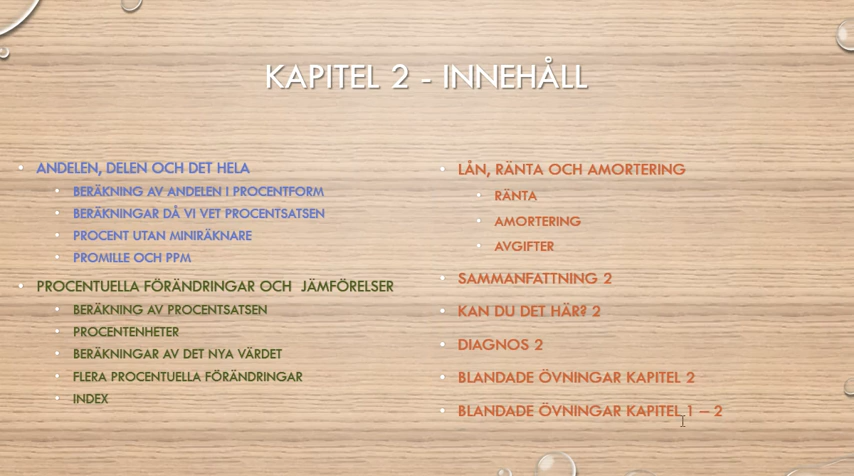 KAPITEL 2 - INNEHÅLL
• ANDELEN, DELEN OCH DET HELA
• BERÄKNING AV ANDELEN I PROCENTFORM
• BERÄKNINGAR DÅ VI VET PROCENTSATSEN
• PROCENT UTAN MINIRÄKNARE
• PROMILLE OCH PPM
• PROCENTUELLA FÖRÄNDRINGAR OCH JÄMFÖRELSER
• BERÄKNING AV PROCENTSATSEN
• PROCENTENHETER
• BERÄKNINGAR AV DET NYA VÄRDET
• FLERA PROCENTUELLA FÖRÄNDRINGAR
• INDEX
• LÅN, RÄNTA OCH AMORTERING
• RÄNTA
• AMORTERING
• AVGIFTER
• SAMMANFATTNING 2
• KAN DU DET HÄR? 2
• DIAGNOS 2
• BLANDADE ÖVNINGAR KAPITEL 2
• BLANDADE ÖVNINGAR KAPITEL 1 – 2